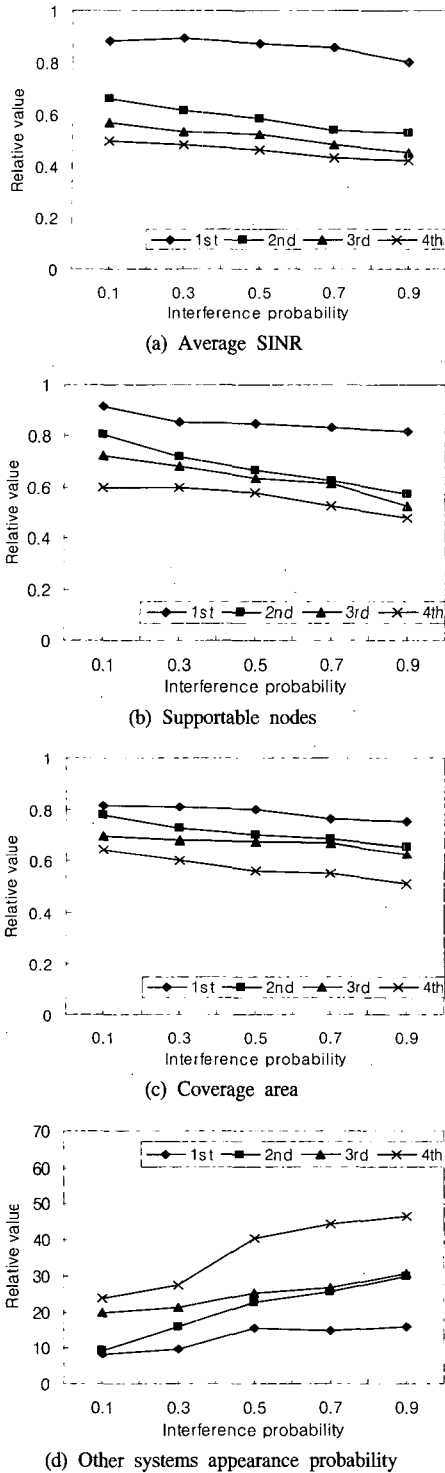 1
0.8
0.6
0.4
0.2
0
Relative value
1st 2nd 3rd 4th
0.1 0.3 0.5 0.7 0.9
Interference probability
(a) Average SINR
1
0.8
0.6
0.4
0.2
0
Relative value
1st 2nd 3rd 4th
0.1 0.3 0.5 0.7 0.9
Interference probability
(b) Supportable nodes
1
0.8
0.6
0.4
0.2
0
Relative value
1st 2nd 3rd 4th
0.1 0.3 0.5 0.7 0.9
Interference probability
(c) Coverage area
70
60
50
40
30
20
10
0
Relative value
1st 2nd 3rd 4th
0.1 0.3 0.5 0.7 0.9
Interference probability
(d) Other systems appearance probability